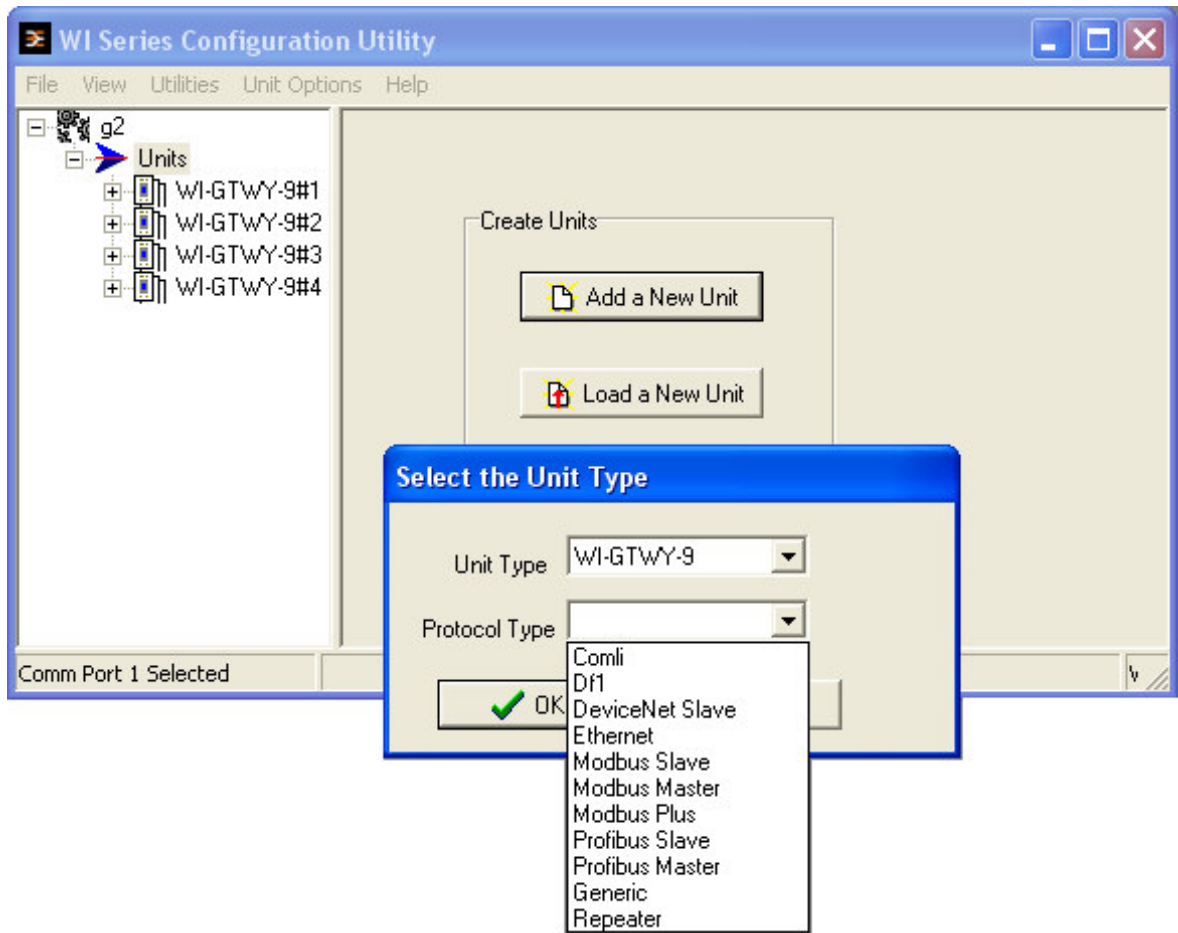 WI Series Configuration Utility
File View Utilities Unit Options Help
g2
Units
WI-GTWY-9#1
WI-GTWY-9#2
WI-GTWY-9#3
WI-GTWY-9#4
Create Units
Add a New Unit
Load a New Unit
Select the Unit Type
Unit Type WI-GTWY-9
Protocol Type
Comli
Df1
DeviceNet Slave
Ethernet
Modbus Slave
Modbus Master
Modbus Plus
Profibus Slave
Profibus Master
Generic
Repeater
OK
Comm Port 1 Selected